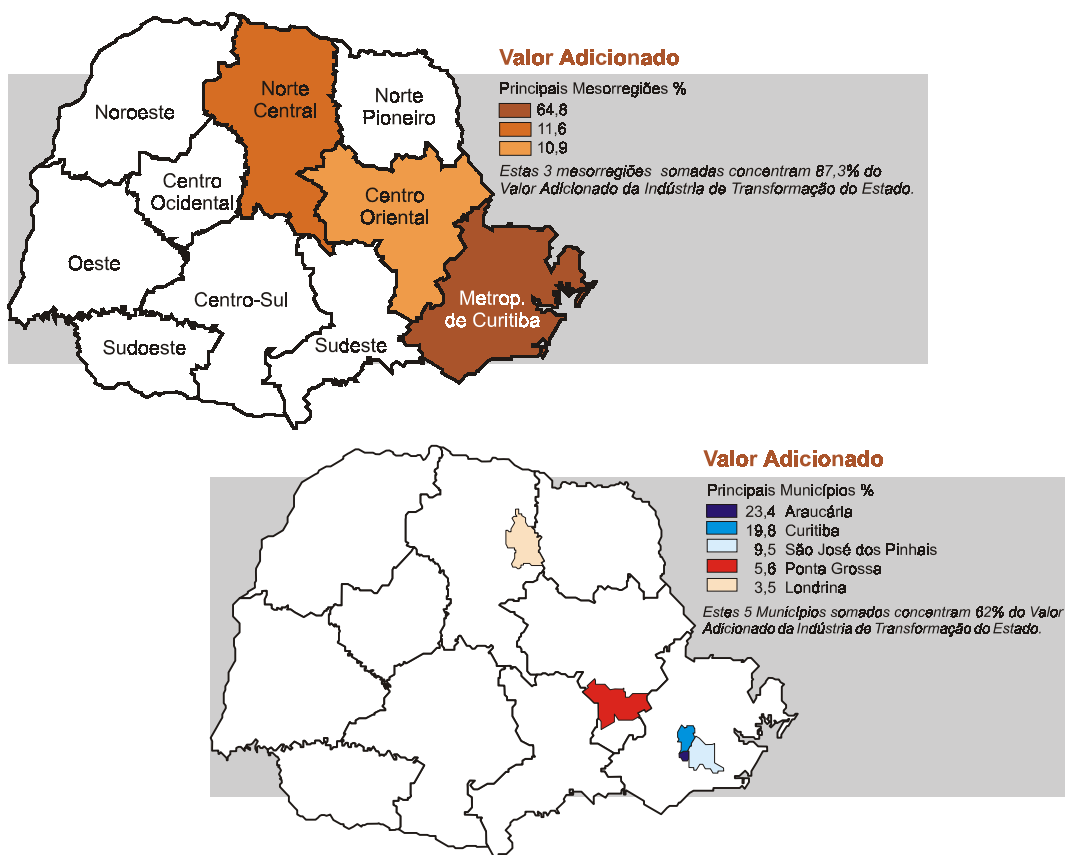 Valor Adicionado
Principais Mesorregiões %
64,8
11,6
10,9
Estas 3 mesorregiões somadas concentram 87,3% do
Valor Adicionado da Indústria de Transformação do Estado.
Noroeste
Norte
Central
Norte
Pioneiro
Centro
Ocidental
Centro
Oriental
Oeste
Centro-Sul
Metrop.
de Curitiba
Sudoeste
Sudeste
Valor Adicionado
Principais Municípios %
23,4 Araucária
19,8 Curitiba
9,5 São José dos Pinhais
5,6 Ponta Grossa
3,5 Londrina
Estas 5 Municípios somados concentram 62% do Valor
Adicionado da Indústria de Transformação do Estado.